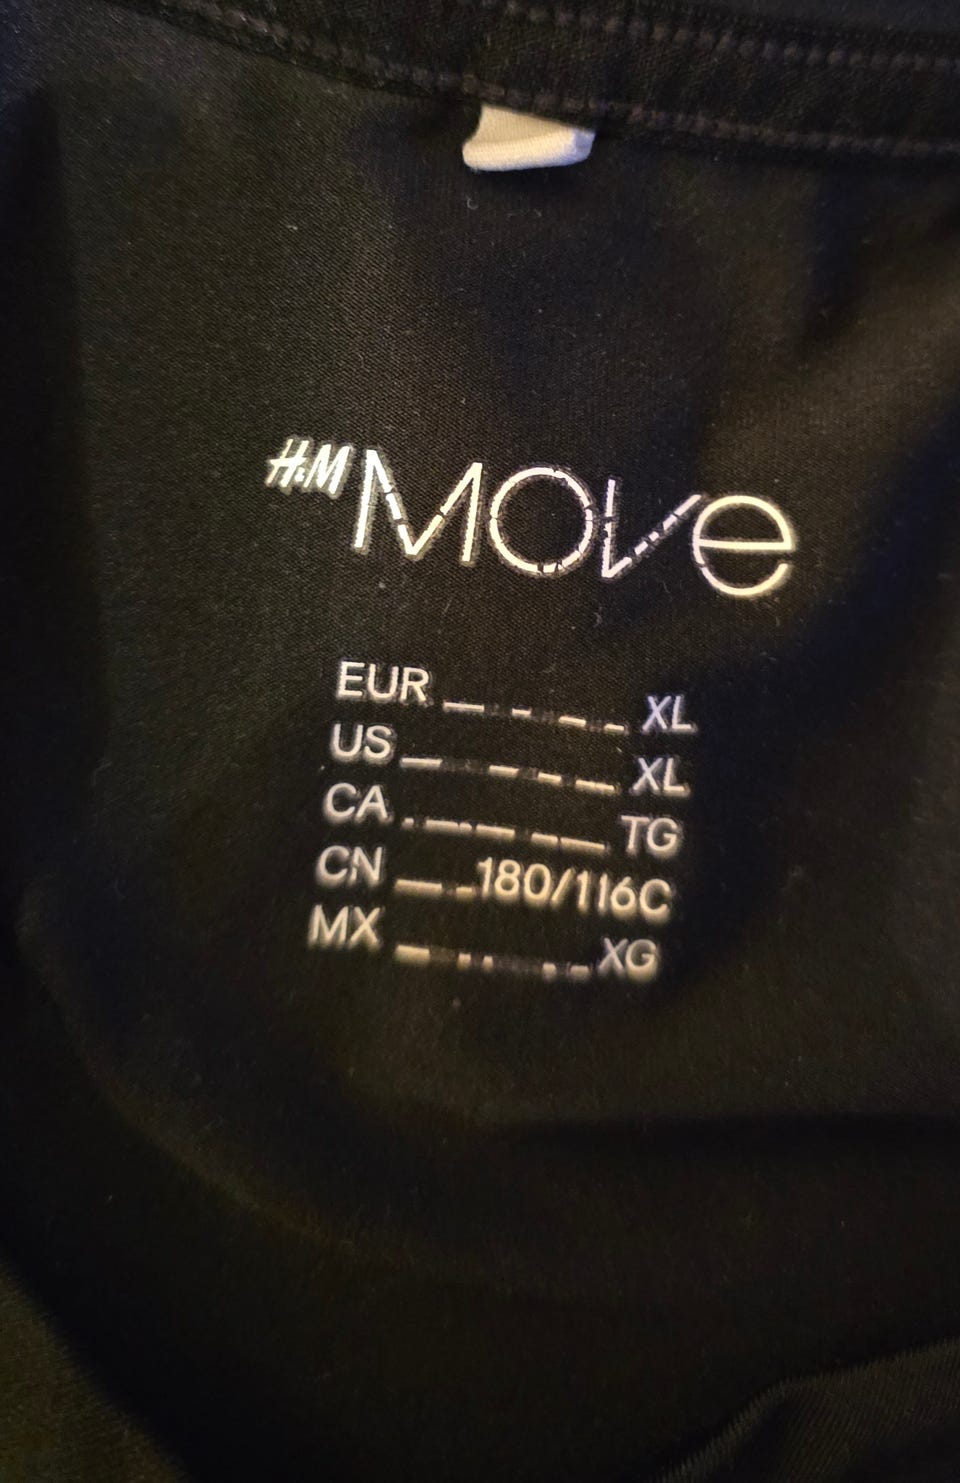 H&M MOVE
EUR XL
US XL
CA TG
CN 180/116C
MX XG